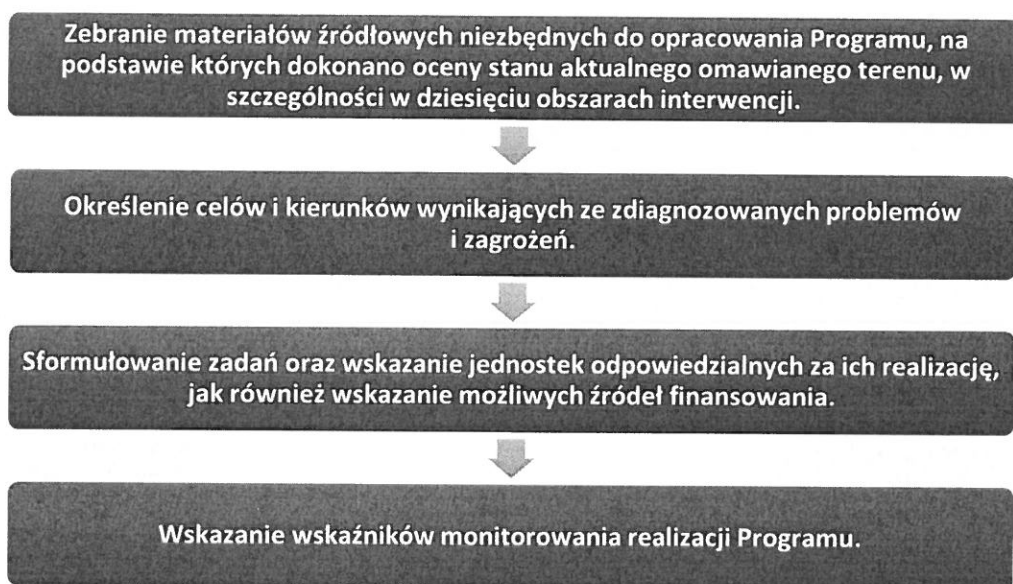 Zebranie materiałów źródłowych niezbędnych do opracowania Programu, na
podstawie których dokonano oceny stanu aktualnego omawianego terenu, w
szczególności w dziesięciu obszarach interwencji.
Określenie celów i kierunków wynikających ze zdiagnozowanych problemów
i zagrożeń.
Sformułowanie zadań oraz wskazanie jednostek odpowiedzialnych za ich realizację,
jak również wskazanie możliwych źródeł finansowania.
Wskazanie wskaźników monitorowania realizacji Programu.